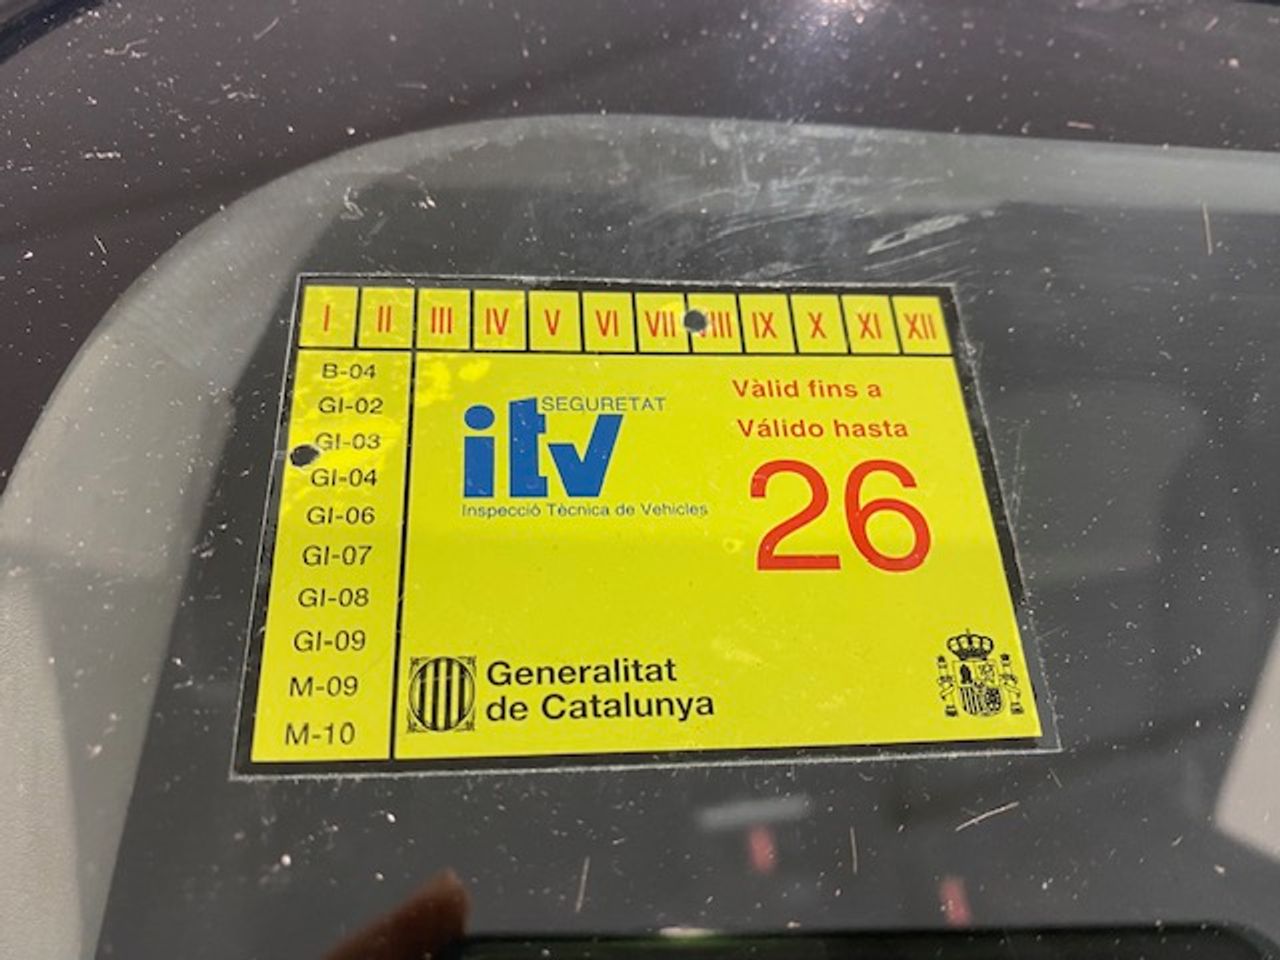 I II III IV V VI VII VIII IX X XI XII
B-04
GI-02
GI-03
GI-04
GI-06
GI-07
GI-08
GI-09
M-09
M-10
SEGURETAT
itv
Inspecció Tècnica de Vehicles
Vàlid fins a
Válido hasta
26
Generalitat
de Catalunya